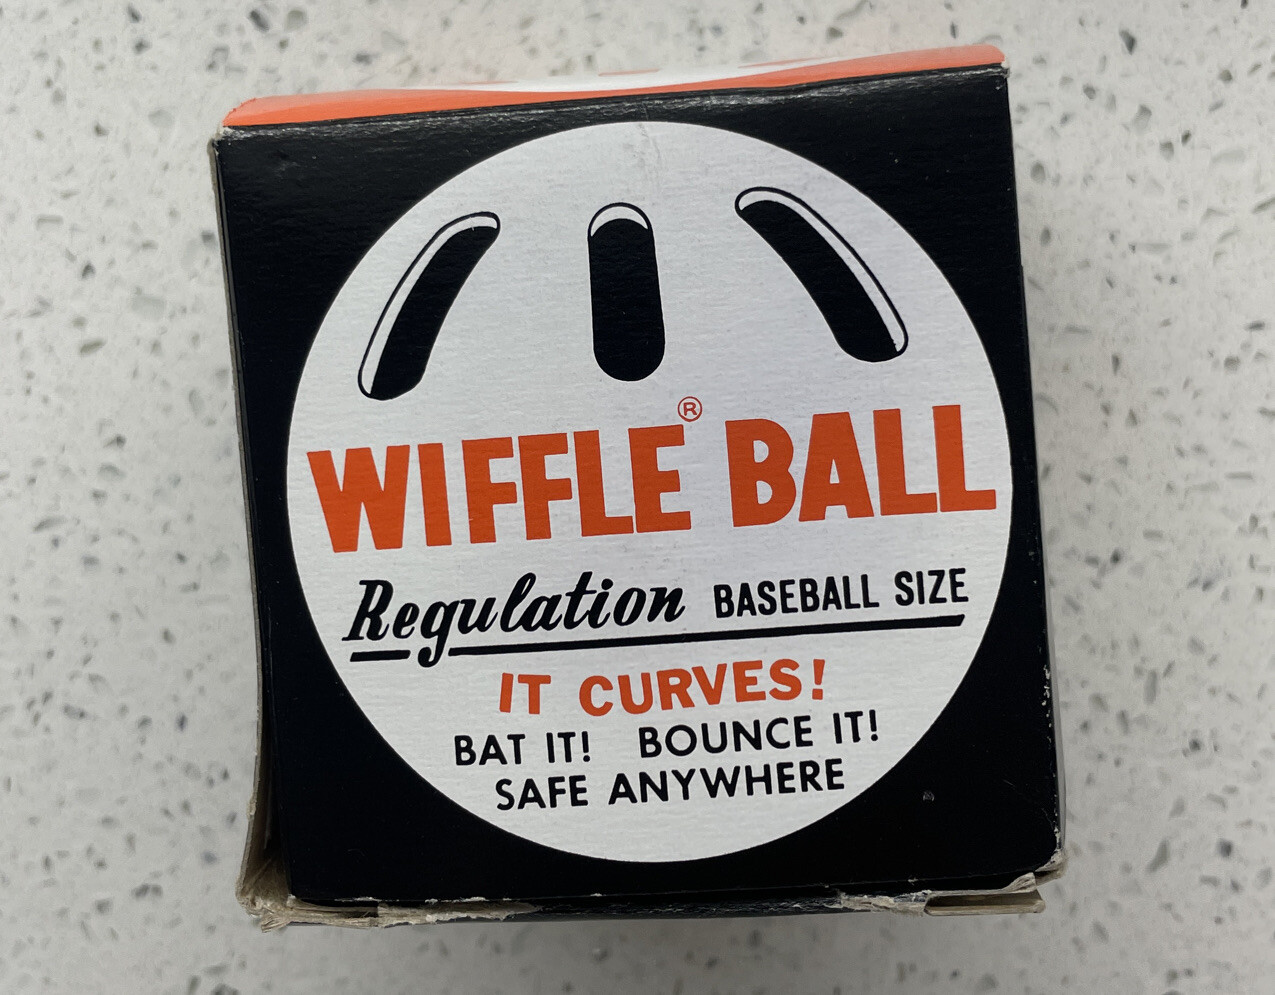 WIFFLE® BALL
Regulation BASEBALL SIZE
IT CURVES!
BAT IT! BOUNCE IT!
SAFE ANYWHERE